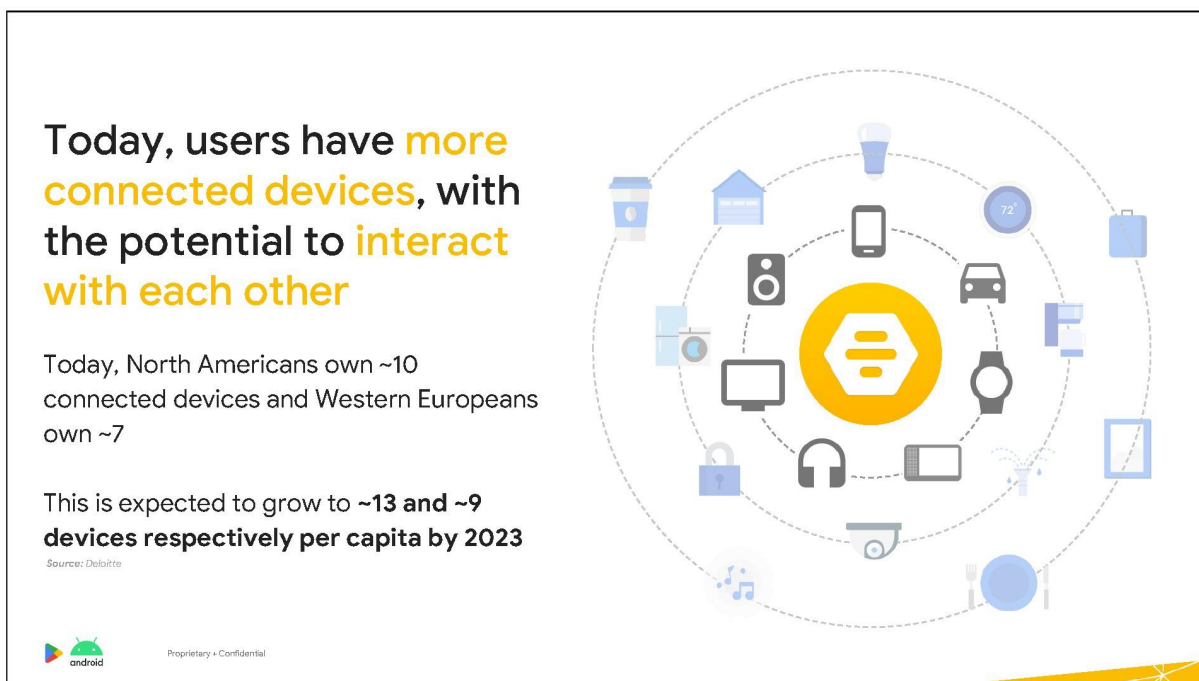 Today, users have more
connected devices, with
the potential to interact
with each other
Today, North Americans own ~10
connected devices and Western Europeans
own ~7
This is expected to grow to ~13 and ~9
devices respectively per capita by 2023
Source: Deloitte
72°
android
Proprietary + Confidential